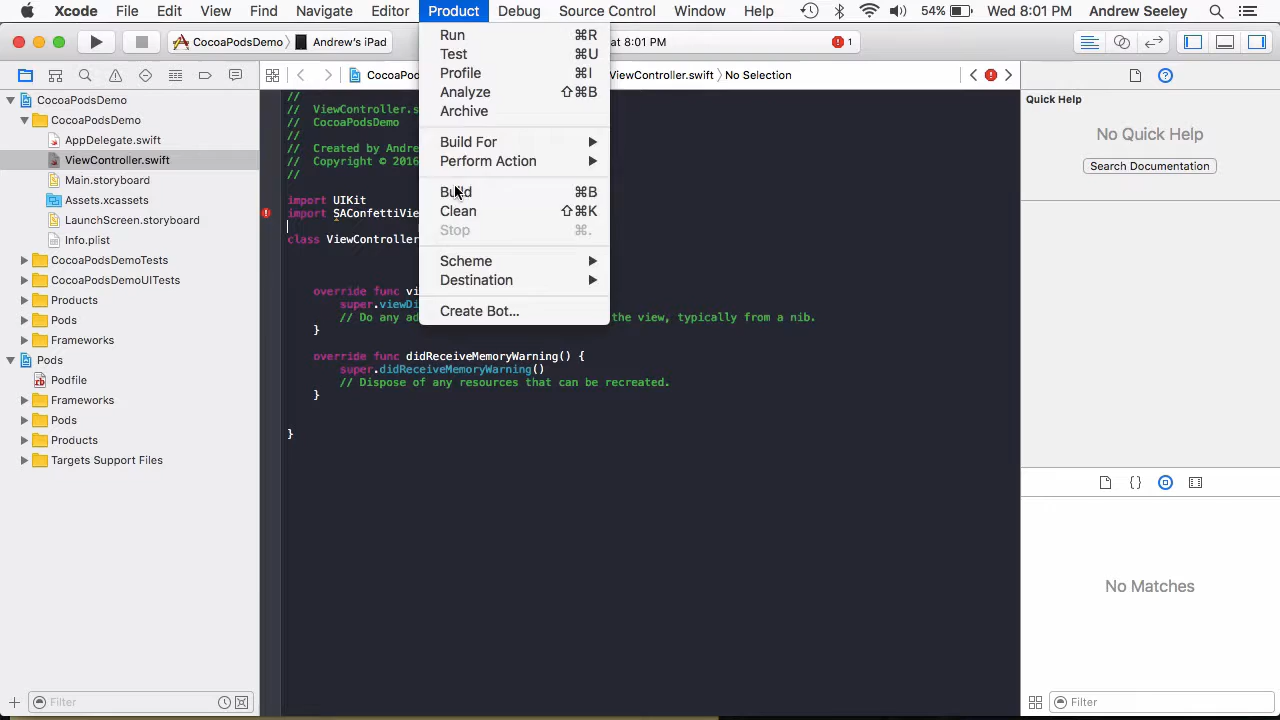 Xcode File Edit View Find Navigate Editor Product Debug Source Control Window Help 54% Wed 8:01 PM Andrew Seeley
CocoaPodsDemo Andrew's iPad at 8:01 PM 1
ViewController.swift No Selection
CocoaPodsDemo
CocoaPodsDemo
AppDelegate.swift
ViewController.swift
Main.storyboard
Assets.xcassets
LaunchScreen.storyboard
Info.plist
CocoaPodsDemoTests
CocoaPodsDemoUITests
Products
Pods
Frameworks
Pods
Podfile
Frameworks
Pods
Products
Targets Support Files
Filter
//
// ViewController.s
// CocoaPodsDemo
//
// Created by Andre
// Copyright © 2016
//
import UIKit
import SAConfettiVie
class ViewController
override func vi
super.viewDi
// Do any ad the view, typically from a nib.
}
override func didReceiveMemoryWarning() {
super.didReceiveMemoryWarning()
// Dispose of any resources that can be recreated.
}
}
Run ⌘R
Test ⌘U
Profile ⌘I
Analyze ⇧⌘B
Archive
Build For
Perform Action
Build ⌘B
Clean ⇧⌘K
Stop ⌘.
Scheme
Destination
Create Bot...
Quick Help
No Quick Help
Search Documentation
{}
No Matches
Filter